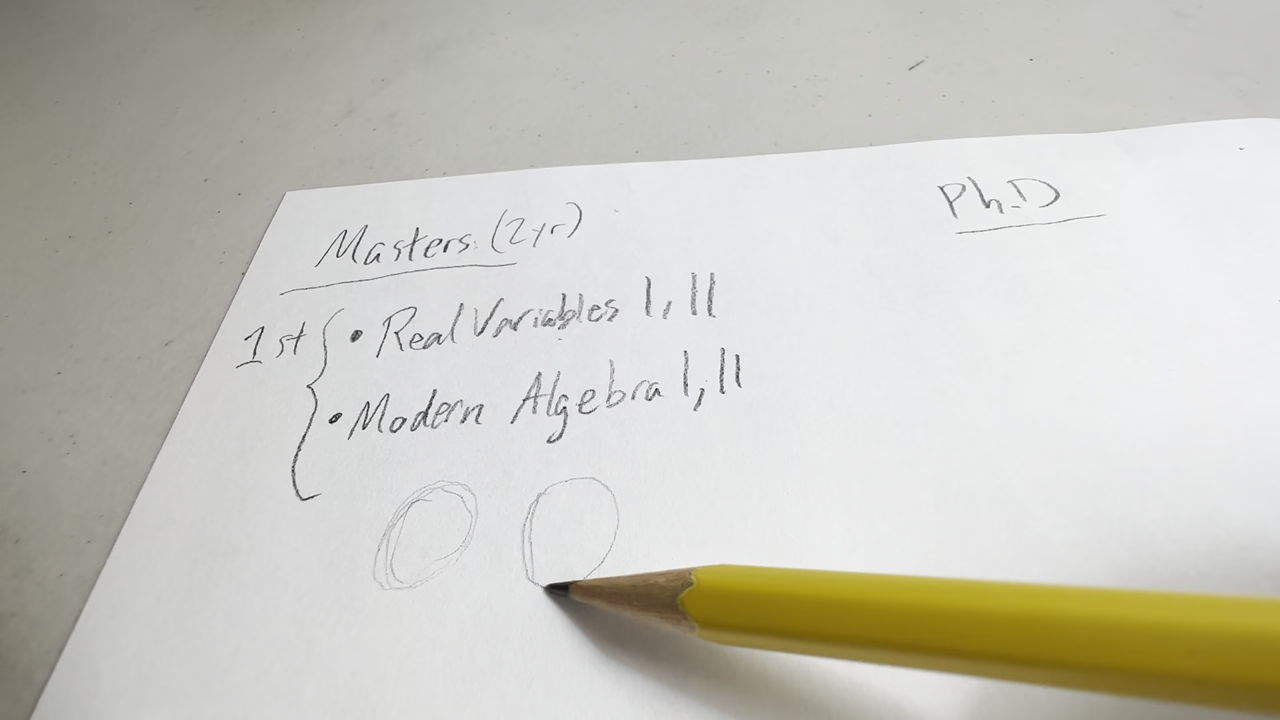 Masters (2yr)
Ph.D
1st { • Real Variables I, II
• Modern Algebra I, II